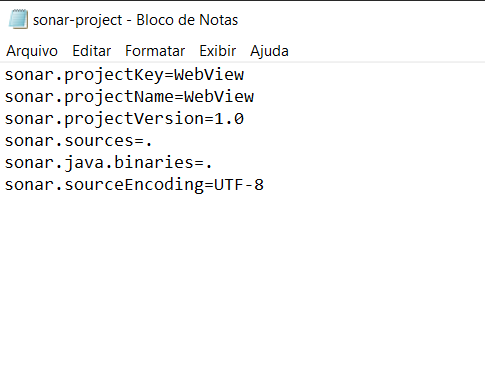 sonar-project - Bloco de Notas
Arquivo Editar Formatar Exibir Ajuda
sonar.projectKey=WebView
sonar.projectName=WebView
sonar.projectVersion=1.0
sonar.sources=.
sonar.java.binaries=.
sonar.sourceEncoding=UTF-8